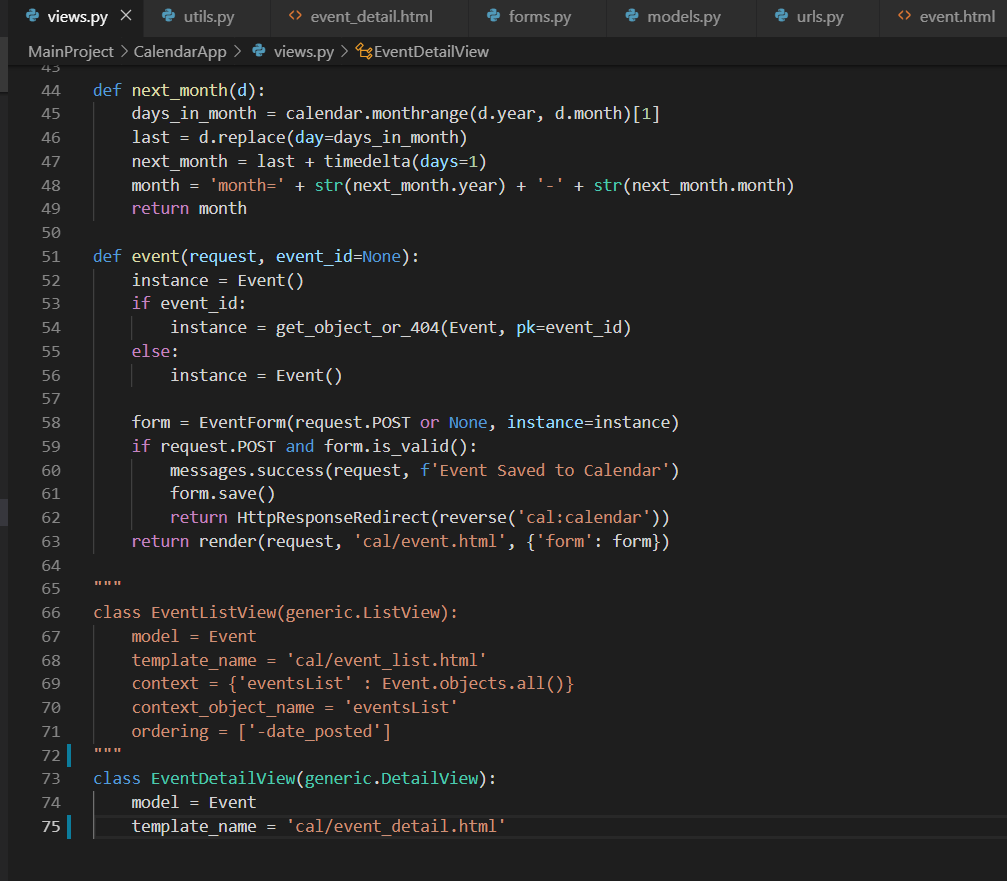 views.py utils.py event_detail.html forms.py models.py urls.py event.html
MainProject > CalendarApp > views.py > EventDetailView
43
44 def next_month(d):
45     days_in_month = calendar.monthrange(d.year, d.month)[1]
46     last = d.replace(day=days_in_month)
47     next_month = last + timedelta(days=1)
48     month = 'month=' + str(next_month.year) + '-' + str(next_month.month)
49     return month
50
51 def event(request, event_id=None):
52     instance = Event()
53     if event_id:
54         instance = get_object_or_404(Event, pk=event_id)
55     else:
56         instance = Event()
57
58     form = EventForm(request.POST or None, instance=instance)
59     if request.POST and form.is_valid():
60         messages.success(request, f'Event Saved to Calendar')
61         form.save()
62         return HttpResponseRedirect(reverse('cal:calendar'))
63     return render(request, 'cal/event.html', {'form': form})
64
65 """
66 class EventListView(generic.ListView):
67     model = Event
68     template_name = 'cal/event_list.html'
69     context = {'eventsList' : Event.objects.all()}
70     context_object_name = 'eventsList'
71     ordering = ['-date_posted']
72 """
73 class EventDetailView(generic.DetailView):
74     model = Event
75     template_name = 'cal/event_detail.html'